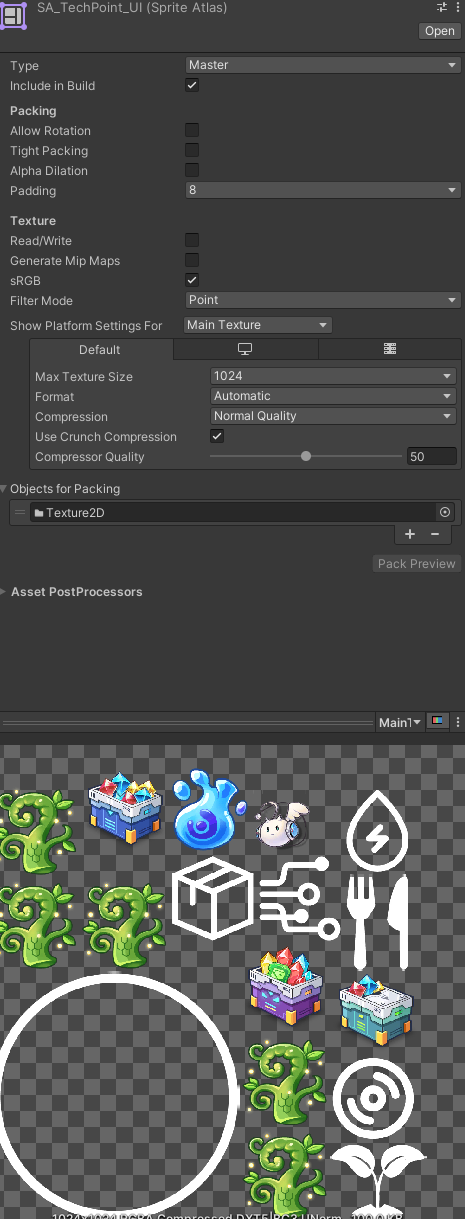 SA_TechPoint_UI (Sprite Atlas)
Open
Type Master
Include in Build
Packing
Allow Rotation
Tight Packing
Alpha Dilation
Padding 8
Texture
Read/Write
Generate Mip Maps
sRGB
Filter Mode Point
Show Platform Settings For Main Texture
Default
Max Texture Size 1024
Format Automatic
Compression Normal Quality
Use Crunch Compression
Compressor Quality 50
Objects for Packing
Texture2D
Pack Preview
Asset PostProcessors
MainT